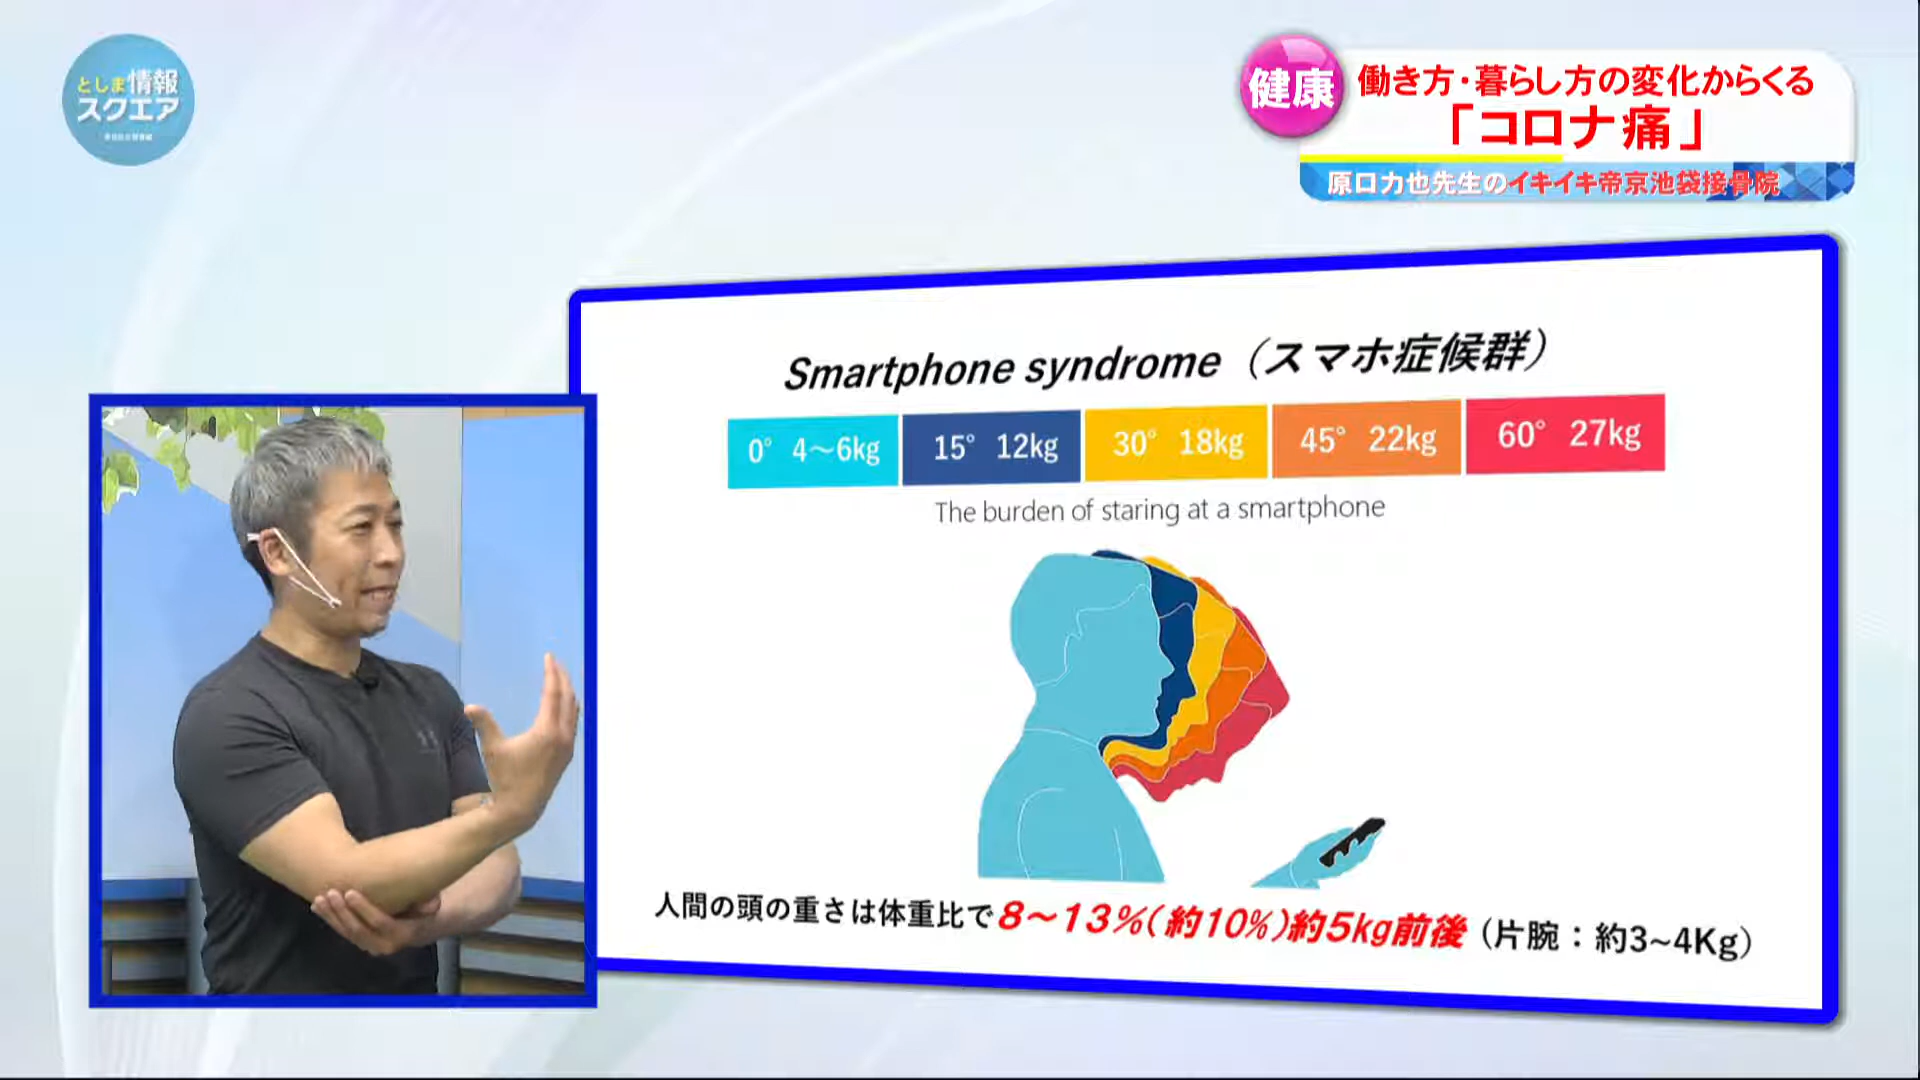 としま情報
スクエア
健康
働き方・暮らし方の変化からくる
「コロナ痛」
原口力也先生のイキイキ帝京池袋接骨院
Smartphone syndrome（スマホ症候群）
0° 4～6kg
15° 12kg
30° 18kg
45° 22kg
60° 27kg
The burden of staring at a smartphone
人間の頭の重さは体重比で8～13%(約10%)約5kg前後（片腕：約3~4Kg）